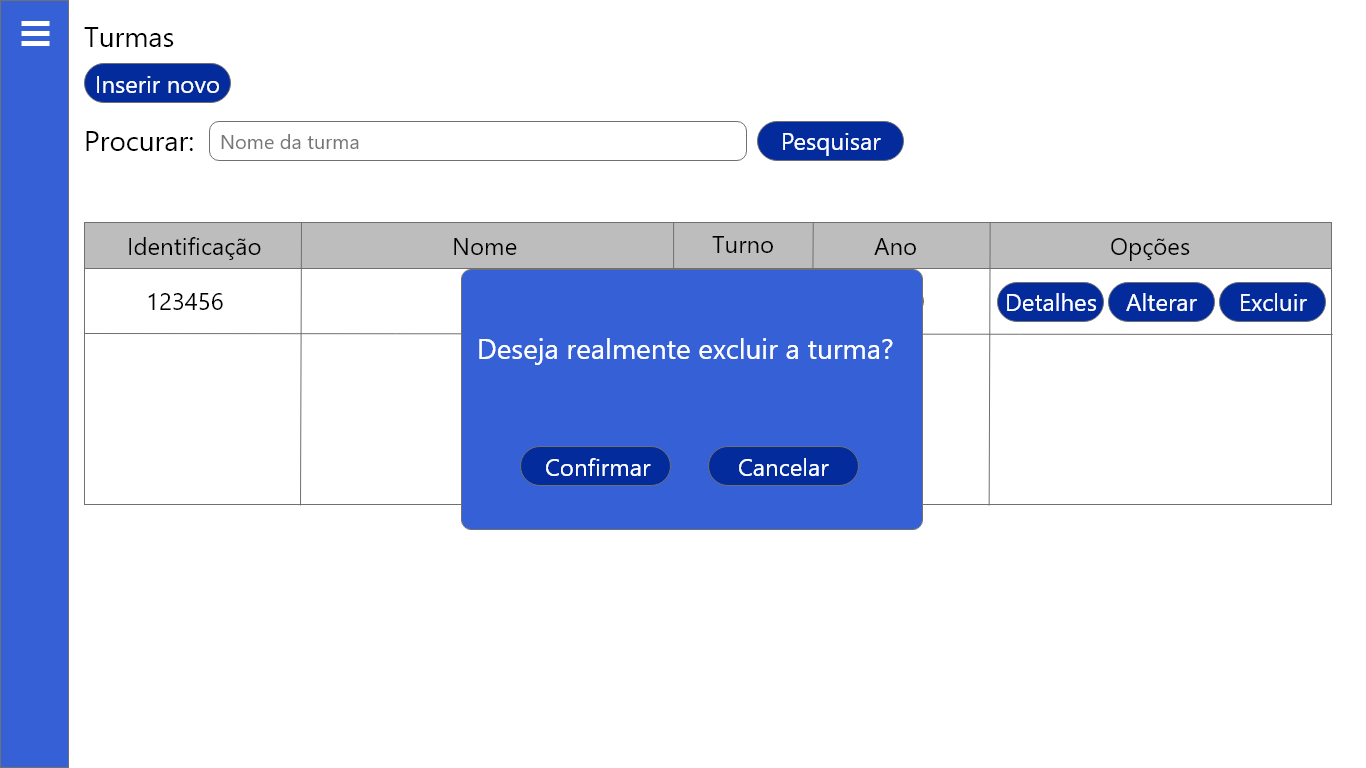 Turmas
Inserir novo
Procurar: Nome da turma Pesquisar
Identificação Nome Turno Ano Opções
123456 Detalhes Alterar Excluir
Deseja realmente excluir a turma?
Confirmar Cancelar